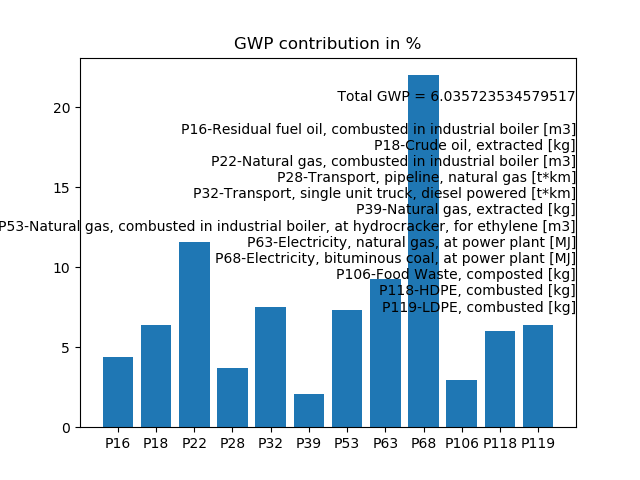 GWP contribution in %
Total GWP = 6.035723534579517
P16-Residual fuel oil, combusted in industrial boiler [m3]
P18-Crude oil, extracted [kg]
P22-Natural gas, combusted in industrial boiler [m3]
P28-Transport, pipeline, natural gas [t*km]
P32-Transport, single unit truck, diesel powered [t*km]
P39-Natural gas, extracted [kg]
P53-Natural gas, combusted in industrial boiler, at hydrocracker, for ethylene [m3]
P63-Electricity, natural gas, at power plant [MJ]
P68-Electricity, bituminous coal, at power plant [MJ]
P106-Food Waste, composted [kg]
P118-HDPE, combusted [kg]
P119-LDPE, combusted [kg]
20
15
10
5
0
P16 P18 P22 P28 P32 P39 P53 P63 P68 P106 P118 P119